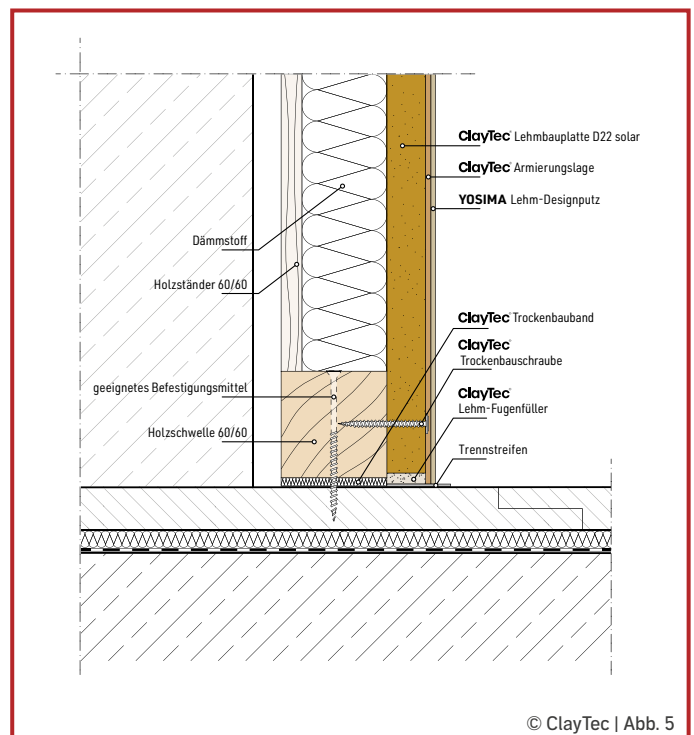 ClayTec® Lehmbauplatte D22 solar
ClayTec® Armierungslage
YOSIMA Lehm-Designputz
Dämmstoff
Holzständer 60/60
ClayTec® Trockenbauband
ClayTec®
Trockenbauschraube
geeignetes Befestigungsmittel
ClayTec®
Lehm-Fugenfüller
Holzschwelle 60/60
Trennstreifen
© ClayTec | Abb. 5